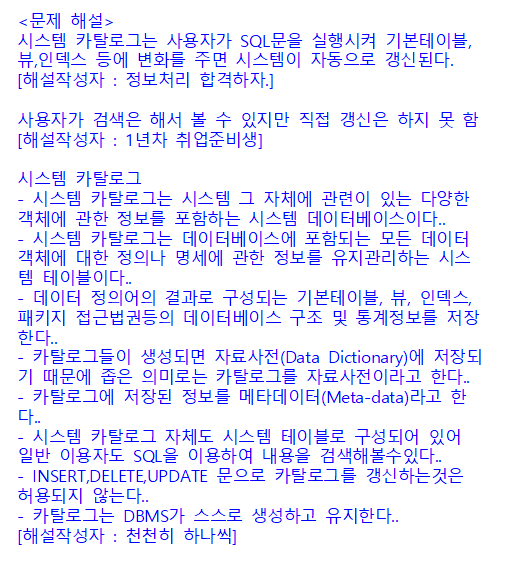 <문제 해설>
시스템 카탈로그는 사용자가 SQL문을 실행시켜 기본테이블,
뷰,인덱스 등에 변화를 주면 시스템이 자동으로 갱신된다.
[해설작성자 : 정보처리 합격하자.]
사용자가 검색은 해서 볼 수 있지만 직접 갱신은 하지 못 함
[해설작성자 : 1년차 취업준비생]
시스템 카탈로그
- 시스템 카탈로그는 시스템 그 자체에 관련이 있는 다양한
객체에 관한 정보를 포함하는 시스템 데이터베이스이다..
- 시스템 카탈로그는 데이터베이스에 포함되는 모든 데이터
객체에 대한 정의나 명세에 관한 정보를 유지관리하는 시스
템 테이블이다..
- 데이터 정의어의 결과로 구성되는 기본테이블, 뷰, 인덱스,
패키지 접근법권등의 데이터베이스 구조 및 통계정보를 저장
한다..
- 카탈로그들이 생성되면 자료사전(Data Dictionary)에 저장되
기 때문에 좁은 의미로는 카탈로그를 자료사전이라고 한다..
- 카탈로그에 저장된 정보를 메타데이터(Meta-data)라고 한
다..
- 시스템 카탈로그 자체도 시스템 테이블로 구성되어 있어
일반 이용자도 SQL을 이용하여 내용을 검색해볼수있다..
- INSERT,DELETE,UPDATE 문으로 카탈로그를 갱신하는것은
허용되지 않는다..
- 카탈로그는 DBMS가 스스로 생성하고 유지한다..
[해설작성자 : 천천히 하나씩]